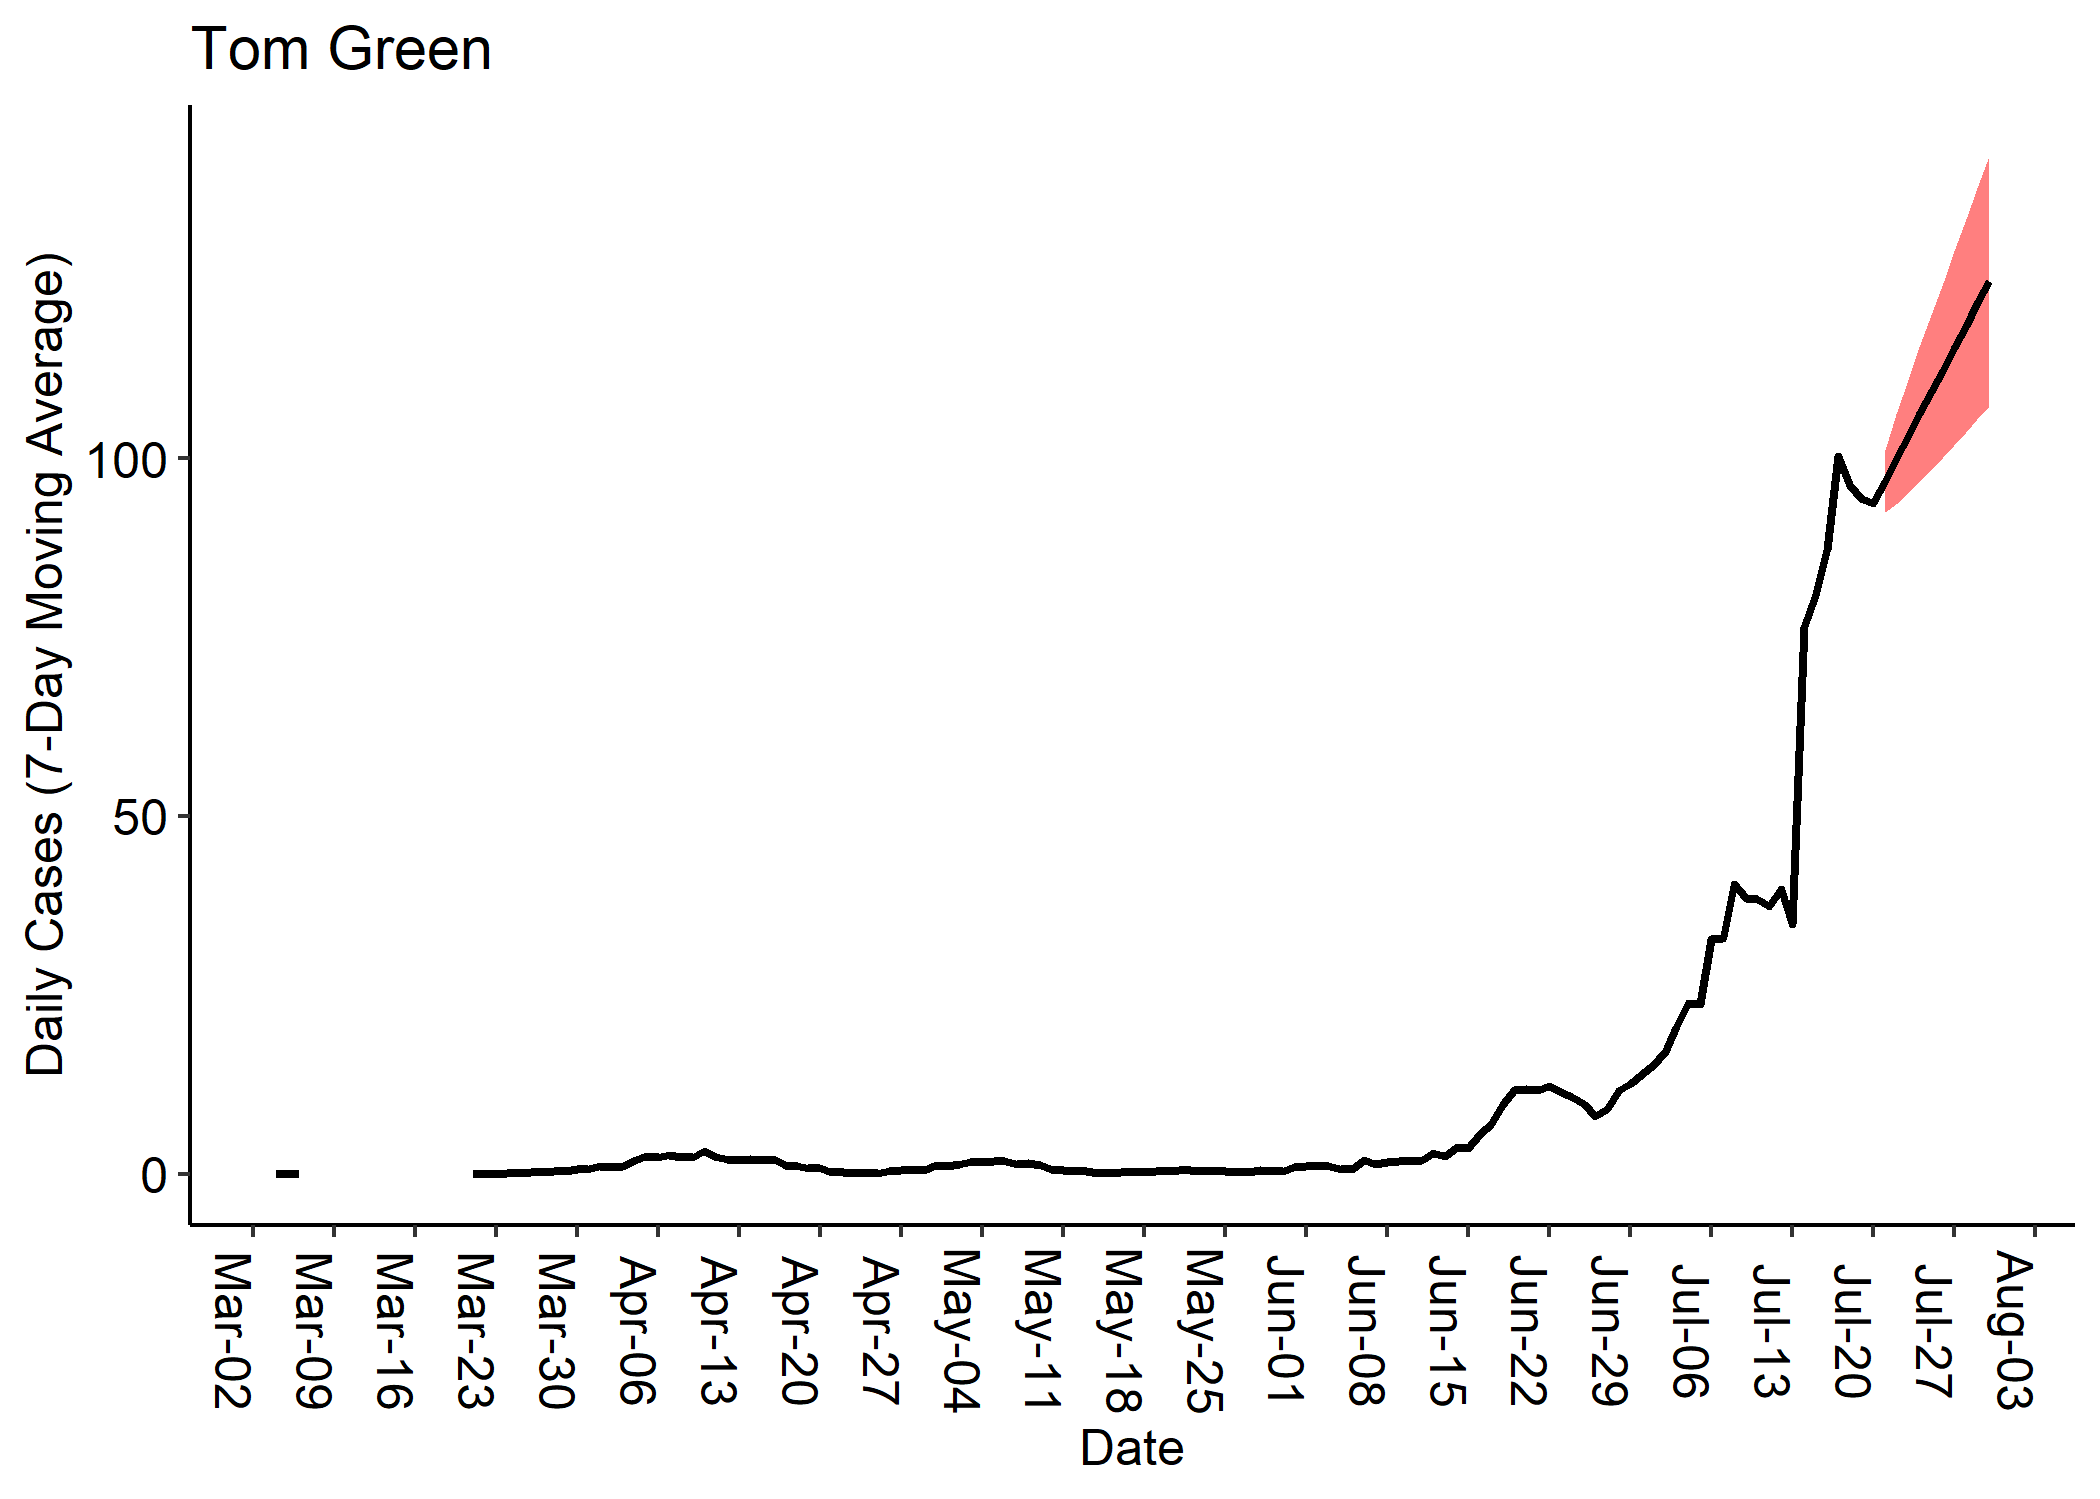 Tom Green
Daily Cases (7-Day Moving Average)
100
50
0
Mar-02
Mar-09
Mar-16
Mar-23
Mar-30
Apr-06
Apr-13
Apr-20
Apr-27
May-04
May-11
May-18
May-25
Jun-01
Jun-08
Jun-15
Jun-22
Jun-29
Jul-06
Jul-13
Jul-20
Jul-27
Aug-03
Date